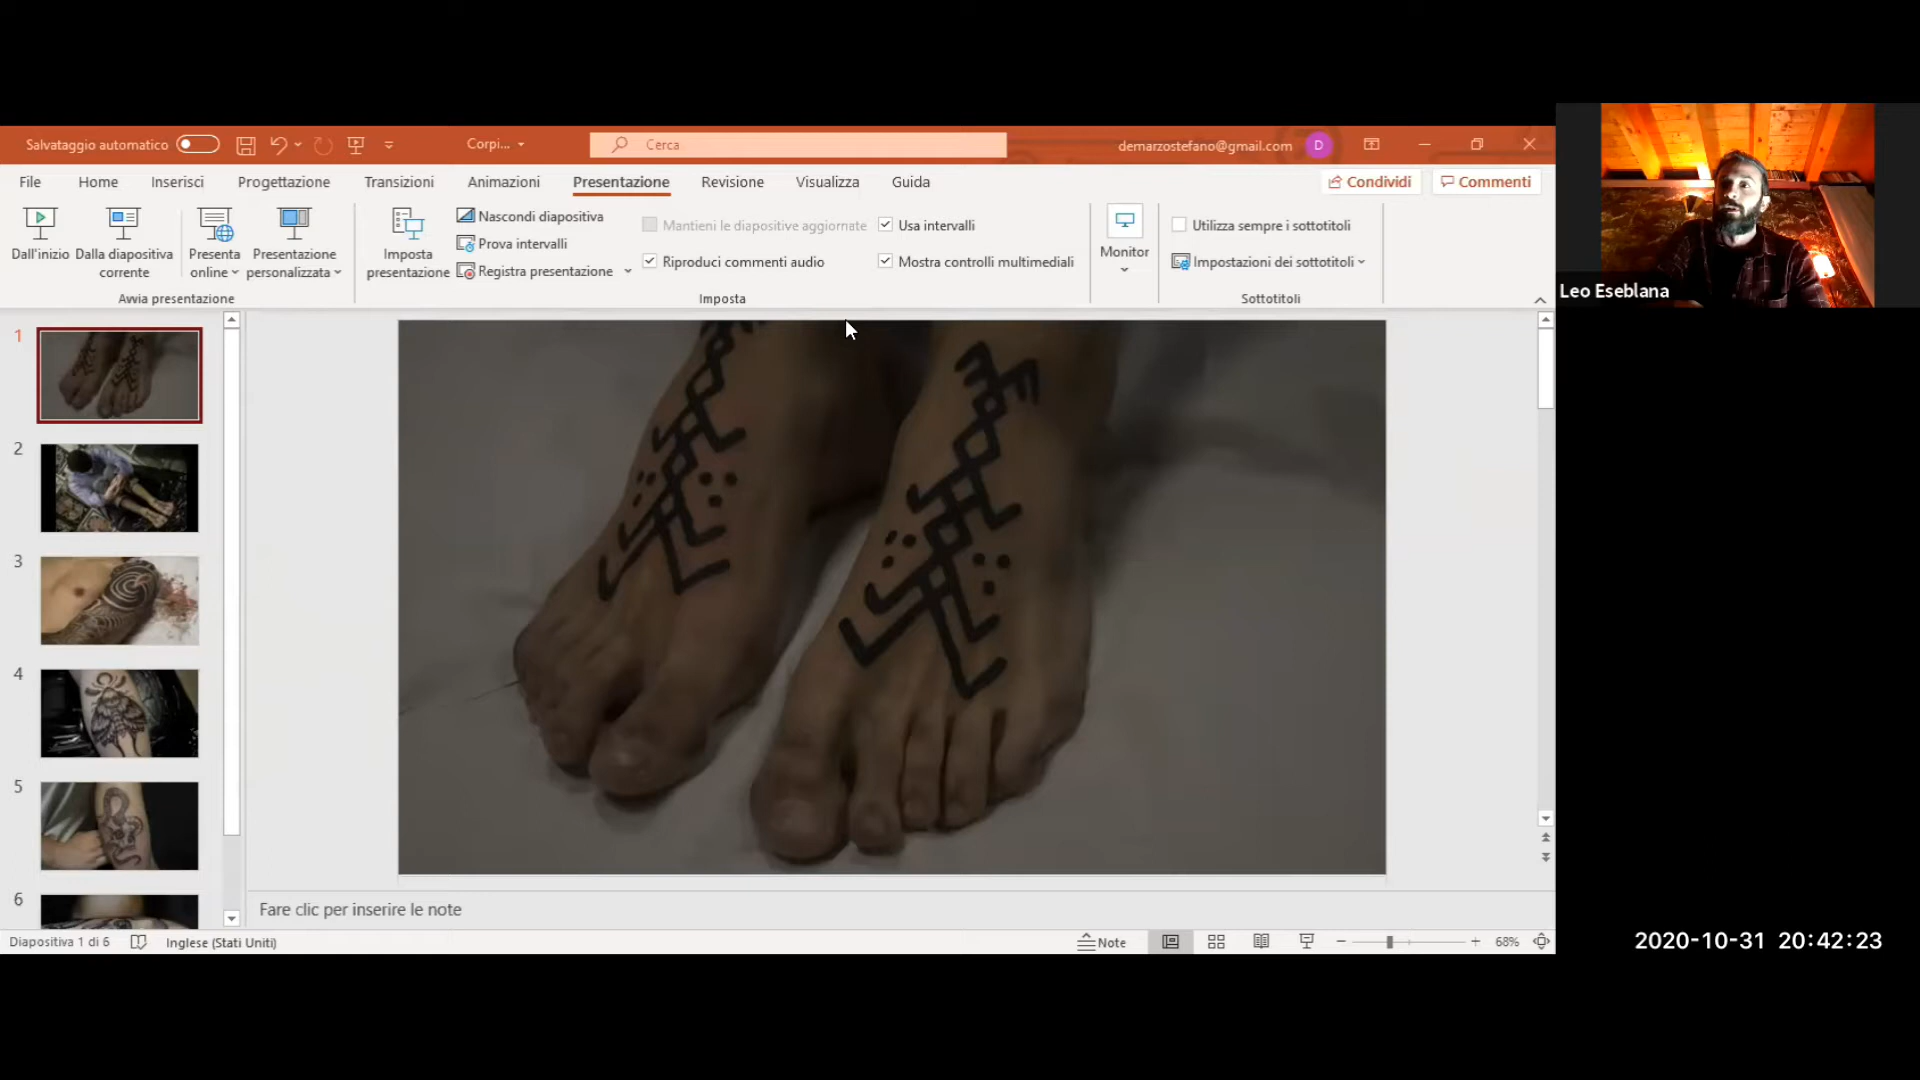 Salvataggio automatico
Corpi...
Cerca
demarzostefano@gmail.com
D
File
Home
Inserisci
Progettazione
Transizioni
Animazioni
Presentazione
Revisione
Visualizza
Guida
Condividi
Commenti
Dall'inizio
Dalla diapositiva
corrente
Presenta
online
Presentazione
personalizzata
Avvia presentazione
Imposta
presentazione
Nascondi diapositiva
Prova intervalli
Registra presentazione
Mantieni le diapositive aggiornate
Riproduci commenti audio
Usa intervalli
Mostra controlli multimediali
Imposta
Monitor
Utilizza sempre i sottotitoli
Impostazioni dei sottotitoli
Sottotitoli
Leo Eseblana
1
2
3
4
5
6
Fare clic per inserire le note
Diapositiva 1 di 6
Inglese (Stati Uniti)
Note
68%
2020-10-31 20:42:23